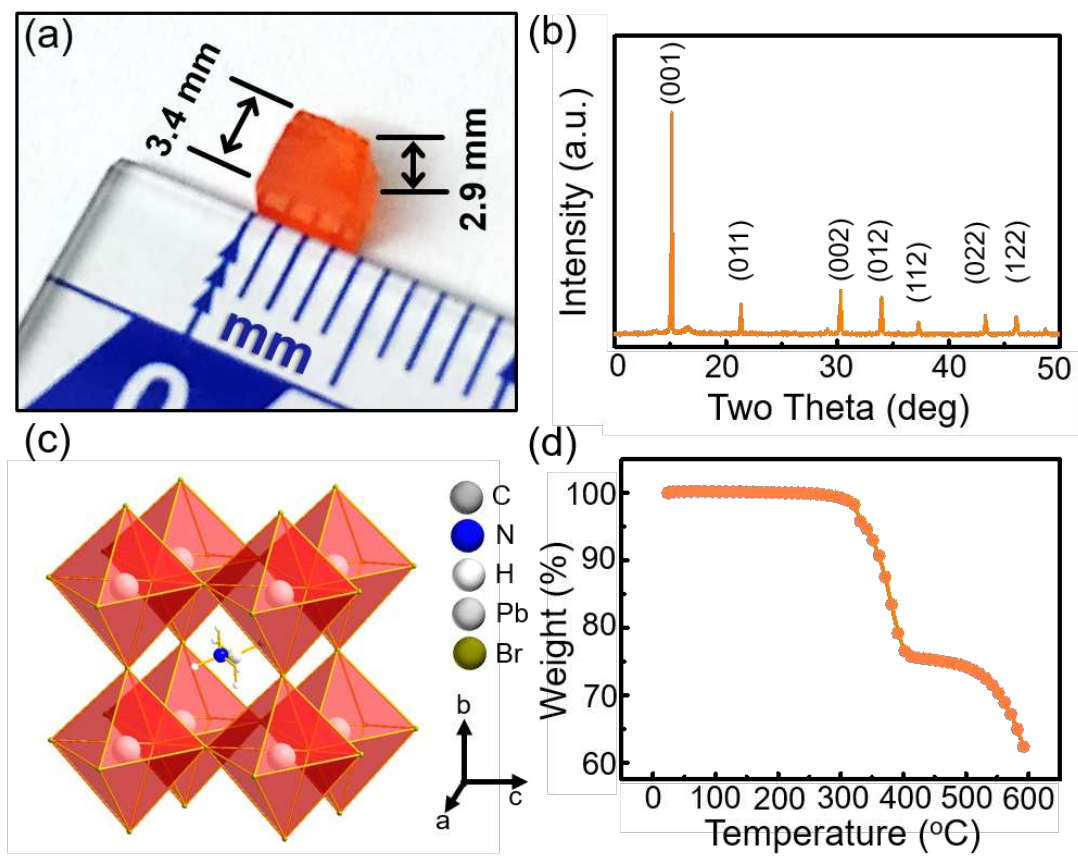 (a)
3.4 mm
2.9 mm
mm
0
(b)
Intensity (a.u.)
(001)
(011)
(002)
(012)
(112)
(022)
(122)
0 20 30 40 50
Two Theta (deg)
(c)
C
N
H
Pb
Br
b
c
a
(d)
Weight (%)
100
90
80
70
60
0 100 200 300 400 500 600
Temperature (°C)